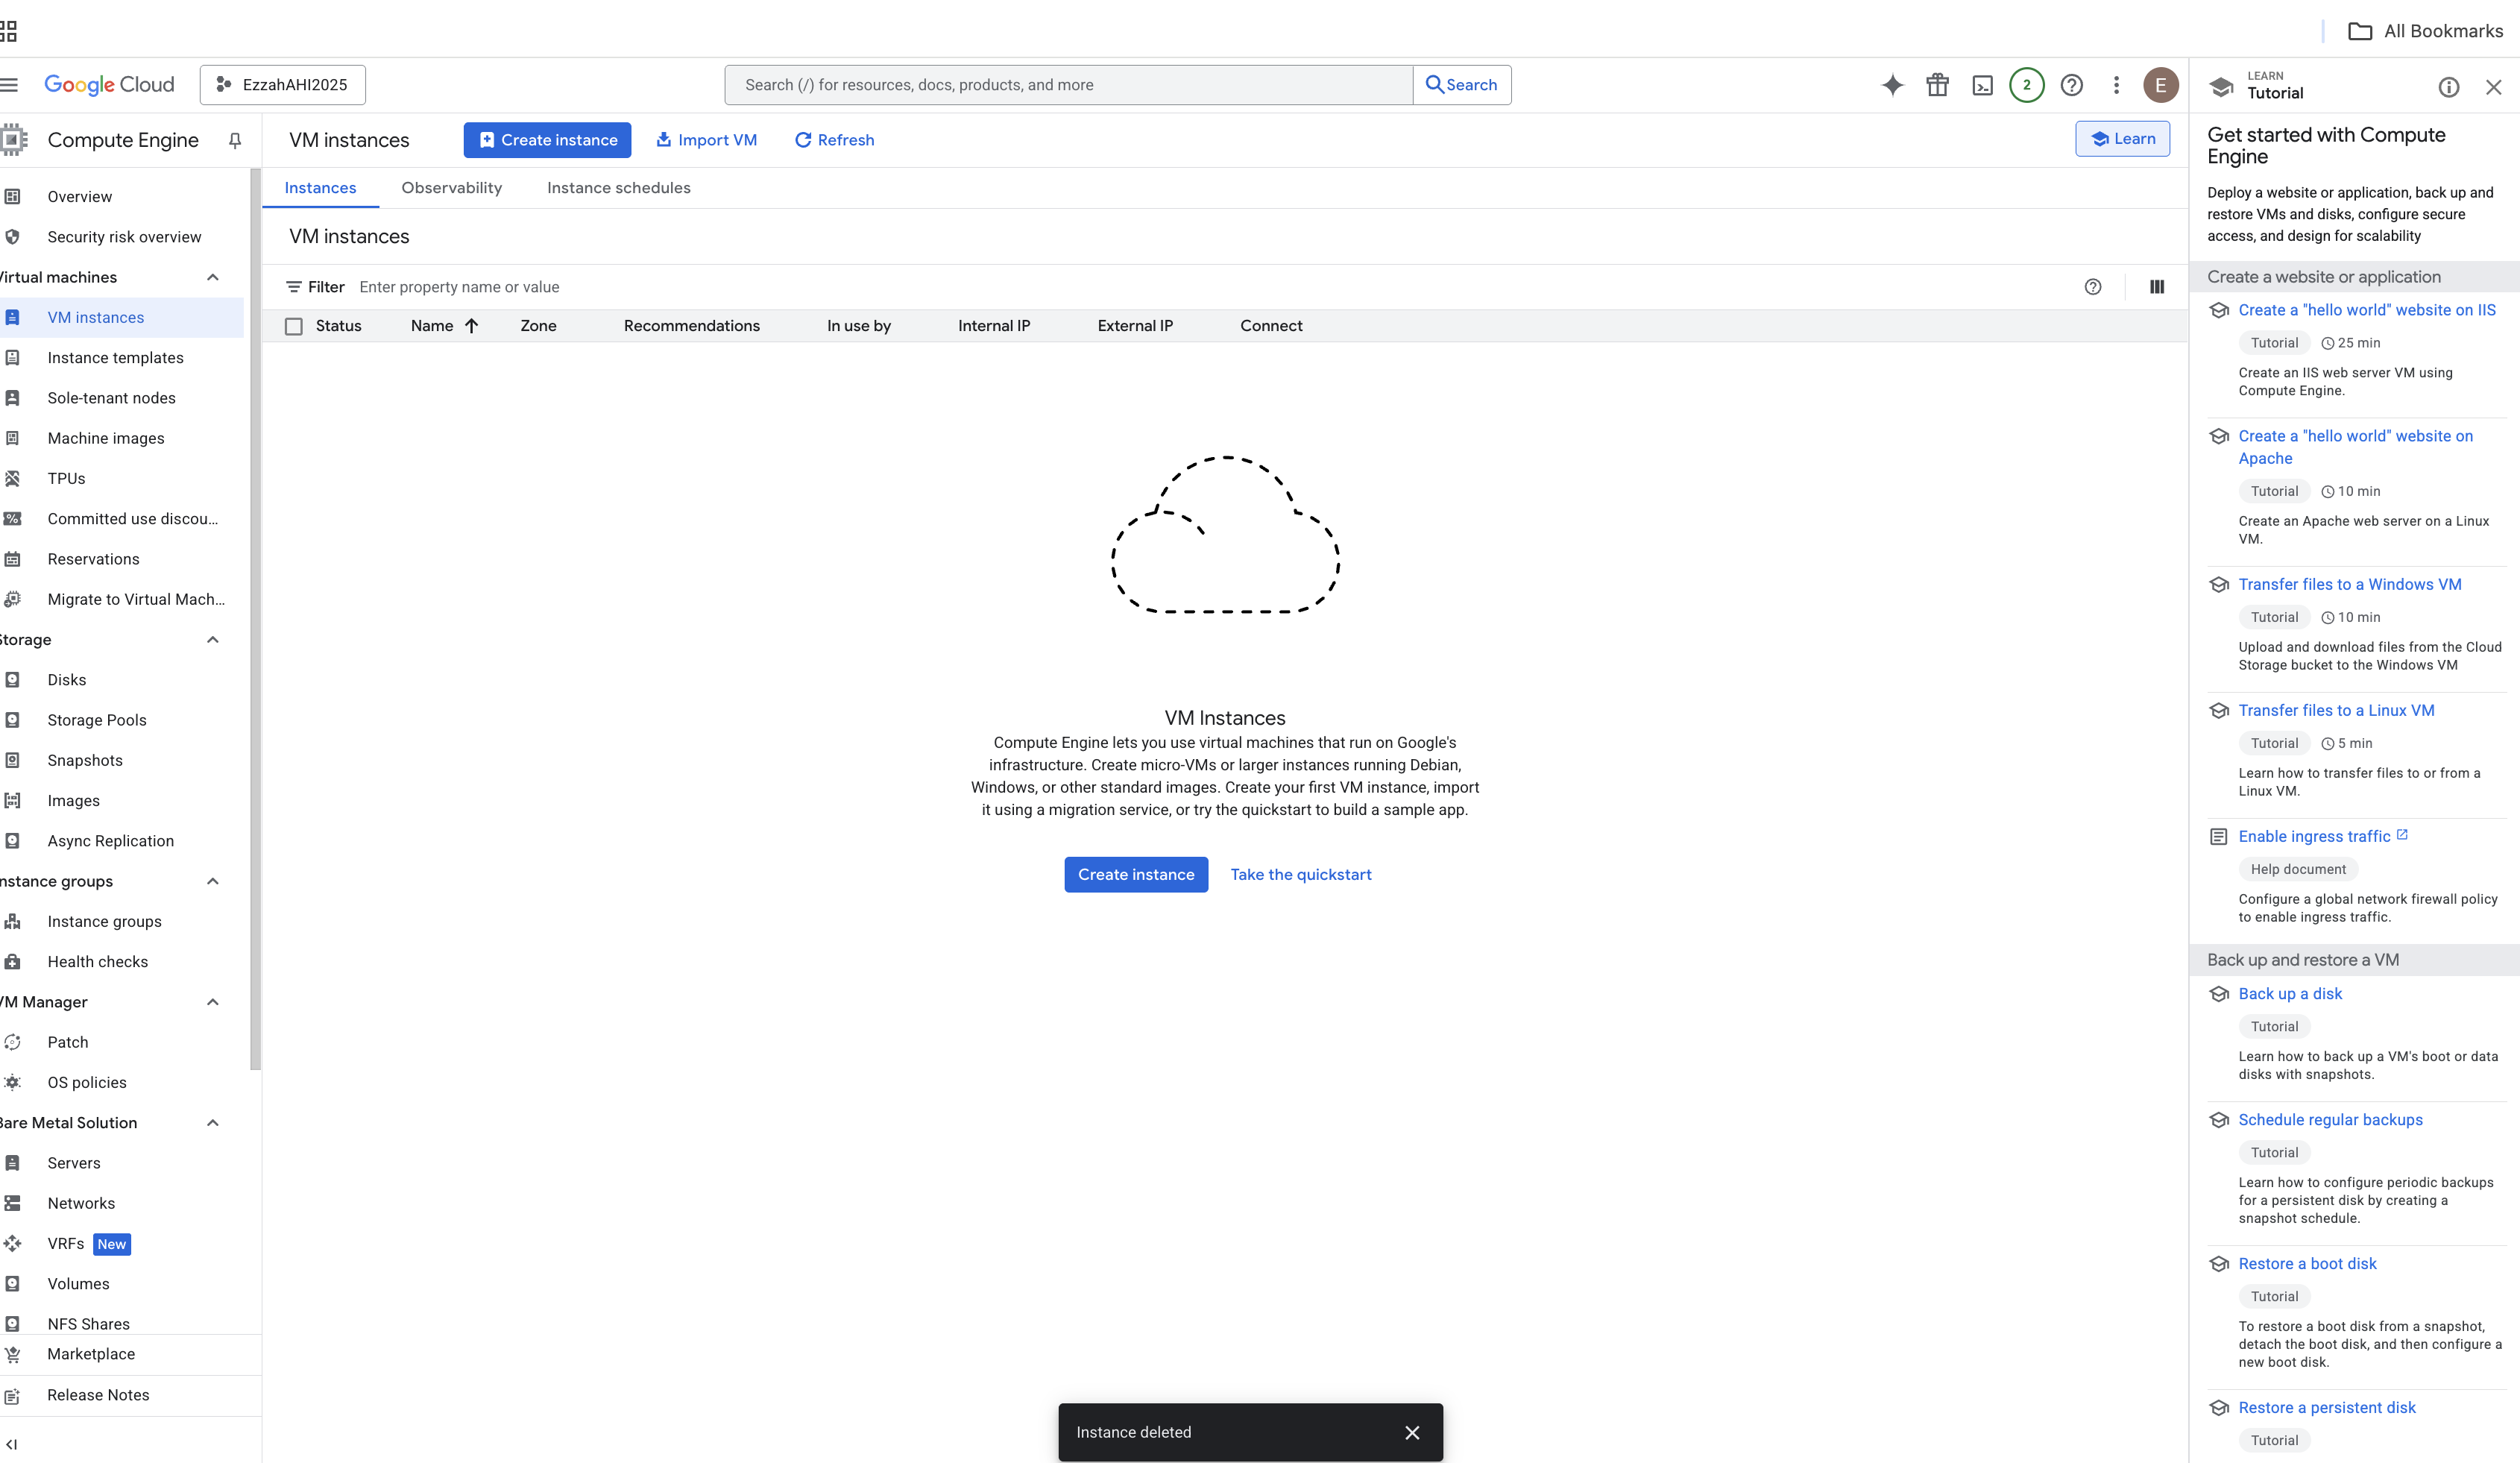 All Bookmarks
Google Cloud
EzzahAHI2025
Search (/) for resources, docs, products, and more
Search
2
E
LEARN
Tutorial
Compute Engine
VM instances
Create instance
Import VM
Refresh
Learn
Overview
Security risk overview
Virtual machines
VM instances
Instance templates
Sole-tenant nodes
Machine images
TPUs
Committed use discou...
Reservations
Migrate to Virtual Mach...
Storage
Disks
Storage Pools
Snapshots
Images
Async Replication
Instance groups
Instance groups
Health checks
VM Manager
Patch
OS policies
Bare Metal Solution
Servers
Networks
VRFs New
Volumes
NFS Shares
Marketplace
Release Notes
Instances
Observability
Instance schedules
VM instances
Filter Enter property name or value
Status Name Zone Recommendations In use by Internal IP External IP Connect
VM Instances
Compute Engine lets you use virtual machines that run on Google's
infrastructure. Create micro-VMs or larger instances running Debian,
Windows, or other standard images. Create your first VM instance, import
it using a migration service, or try the quickstart to build a sample app.
Create instance
Take the quickstart
Instance deleted
Get started with Compute
Engine
Deploy a website or application, back up and
restore VMs and disks, configure secure
access, and design for scalability
Create a website or application
Create a "hello world" website on IIS
Tutorial 25 min
Create an IIS web server VM using
Compute Engine.
Create a "hello world" website on
Apache
Tutorial 10 min
Create an Apache web server on a Linux
VM.
Transfer files to a Windows VM
Tutorial 10 min
Upload and download files from the Cloud
Storage bucket to the Windows VM
Transfer files to a Linux VM
Tutorial 5 min
Learn how to transfer files to or from a
Linux VM.
Enable ingress traffic
Help document
Configure a global network firewall policy
to enable ingress traffic.
Back up and restore a VM
Back up a disk
Tutorial
Learn how to back up a VM's boot or data
disks with snapshots.
Schedule regular backups
Tutorial
Learn how to configure periodic backups
for a persistent disk by creating a
snapshot schedule.
Restore a boot disk
Tutorial
To restore a boot disk from a snapshot,
detach the boot disk, and then configure a
new boot disk.
Restore a persistent disk
Tutorial